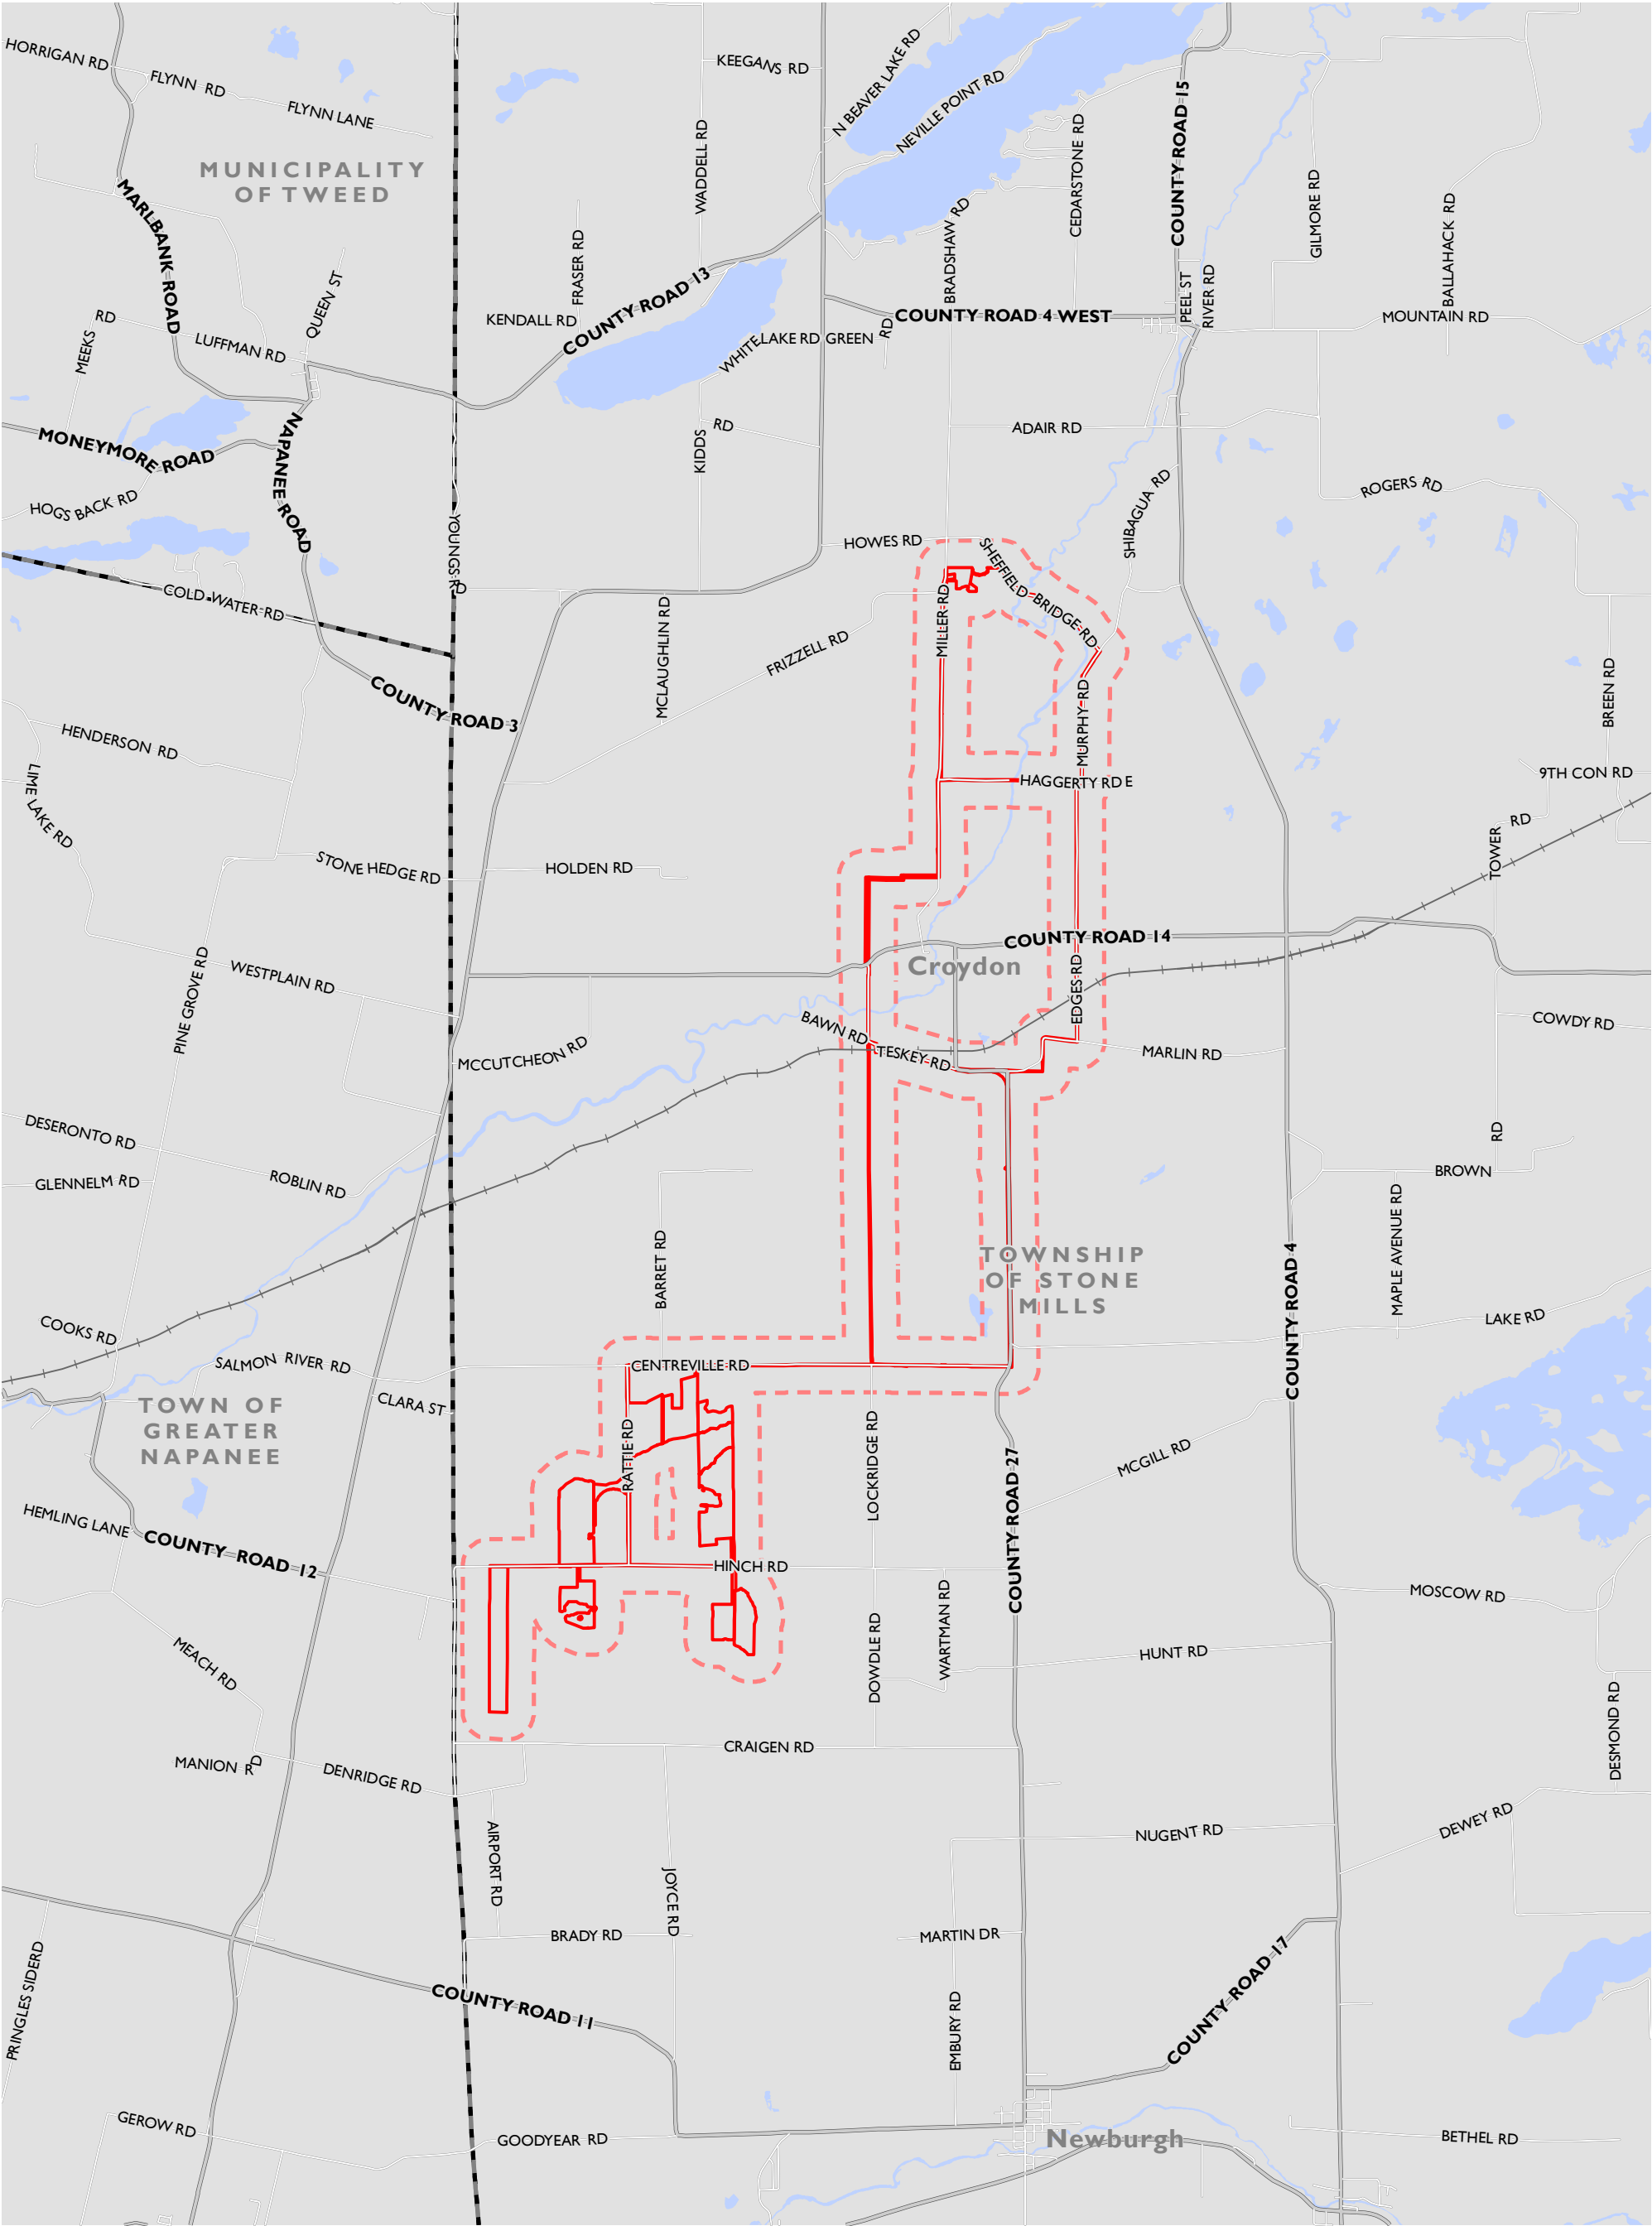 HORRIGAN RD
FLYNN RD
FLYNN LANE
KEEGANS RD
N BEAVER LAKE RD
NEVILLE POINT RD
COUNTY ROAD 15
MUNICIPALITY
OF TWEED
WADDELL RD
CEDARSTONE RD
GILMORE RD
BALLAHACK RD
MARLBANK ROAD
FRASER RD
BRADSHAW RD
QUEEN ST
COUNTY ROAD 13
PEEL ST
RIVER RD
MEEKS RD
LUFFMAN RD
KENDALL RD
WHITE LAKE RD
GREEN RD
COUNTY ROAD 4 WEST
MOUNTAIN RD
MONEYMORE ROAD
NAPANEE ROAD
KIDDS RD
ADAIR RD
HOGS BACK RD
ROGERS RD
YOUNGS RD
HOWES RD
SHIBAGUA RD
SHEFFIELD BRIDGE RD
COLD WATER RD
MCLAUGHLIN RD
FRIZZELL RD
MILLER RD
MURPHY RD
BREEN RD
COUNTY ROAD 3
HENDERSON RD
LIME LAKE RD
HAGGERTY RD E
9TH CON RD
TOWER RD
STONE HEDGE RD
HOLDEN RD
COUNTY ROAD 14
Croydon
PINE GROVE RD
WESTPLAIN RD
EDGES RD
BAWN RD
TESKEY RD
MCCUTCHEON RD
MARLIN RD
COWDY RD
DESERONTO RD
ROBLIN RD
GLENNELM RD
BROWN RD
BARRET RD
MAPLE AVENUE RD
TOWNSHIP
OF STONE
MILLS
COUNTY ROAD 4
LAKE RD
COOKS RD
SALMON RIVER RD
CENTREVILLE RD
CLARA ST
TOWN OF
GREATER
NAPANEE
RATTIE RD
LOCKRIDGE RD
MCGILL RD
COUNTY ROAD 27
HEMLING LANE
COUNTY ROAD 12
HINCH RD
MOSCOW RD
MEACH RD
DOWDLE RD
WARTMAN RD
HUNT RD
DESMOND RD
MANION RD
DENRIDGE RD
CRAIGEN RD
AIRPORT RD
JOYCE RD
NUGENT RD
DEWEY RD
BRADY RD
MARTIN DR
PRINGLES SIDERD
COUNTY ROAD 11
EMBURY RD
COUNTY ROAD 17
GEROW RD
GOODYEAR RD
Newburgh
BETHEL RD